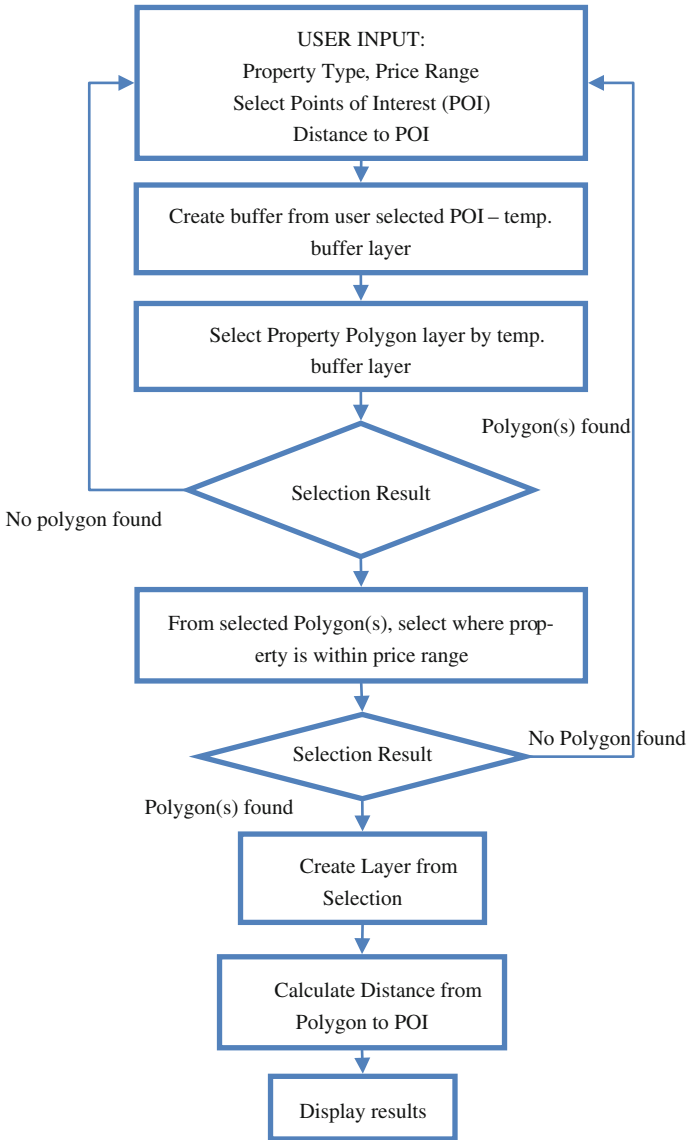 USER INPUT:
Property Type, Price Range
Select Points of Interest (POI)
Distance to POI
Create buffer from user selected POI – temp.
buffer layer
Select Property Polygon layer by temp.
buffer layer
Polygon(s) found
Selection Result
No polygon found
From selected Polygon(s), select where prop-
erty is within price range
No Polygon found
Selection Result
Polygon(s) found
Create Layer from
Selection
Calculate Distance from
Polygon to POI
Display results